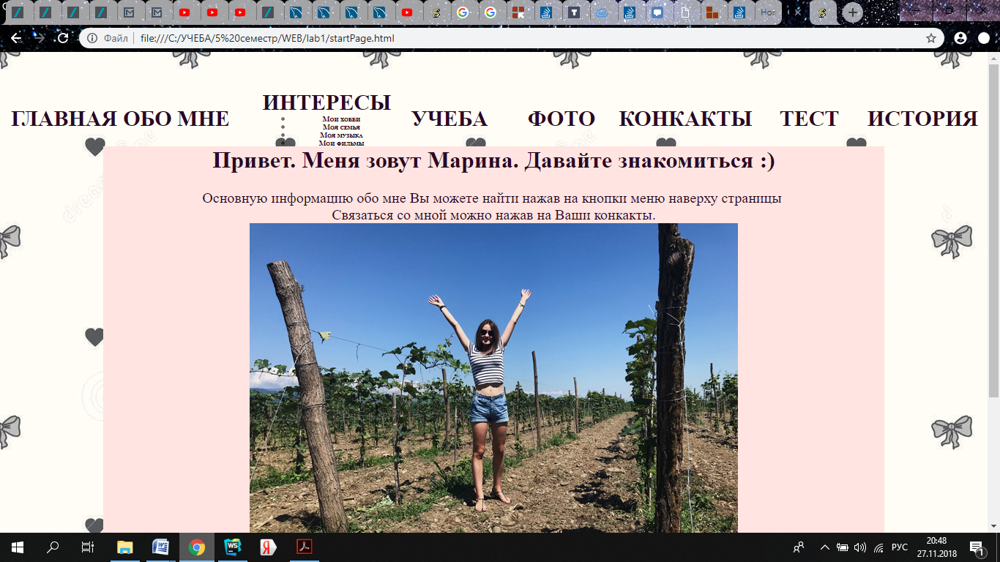 Нов
Файл file:///C:/УЧЕБА/5%20семестр/WEB/lab1/startPage.html
ГЛАВНАЯ ОБО МНЕ ИНТЕРЕСЫ УЧЕБА ФОТО КОНКАКТЫ ТЕСТ ИСТОРИЯ
Мои хобби
Моя семья
Моя музыка
Мои фильмы
Привет. Меня зовут Марина. Давайте знакомиться :)
Основную информацию обо мне Вы можете найти нажав на кнопки меню наверху страницы
Связаться со мной можно нажав на Ваши конкакты.
РУС
20:48
27.11.2018
1